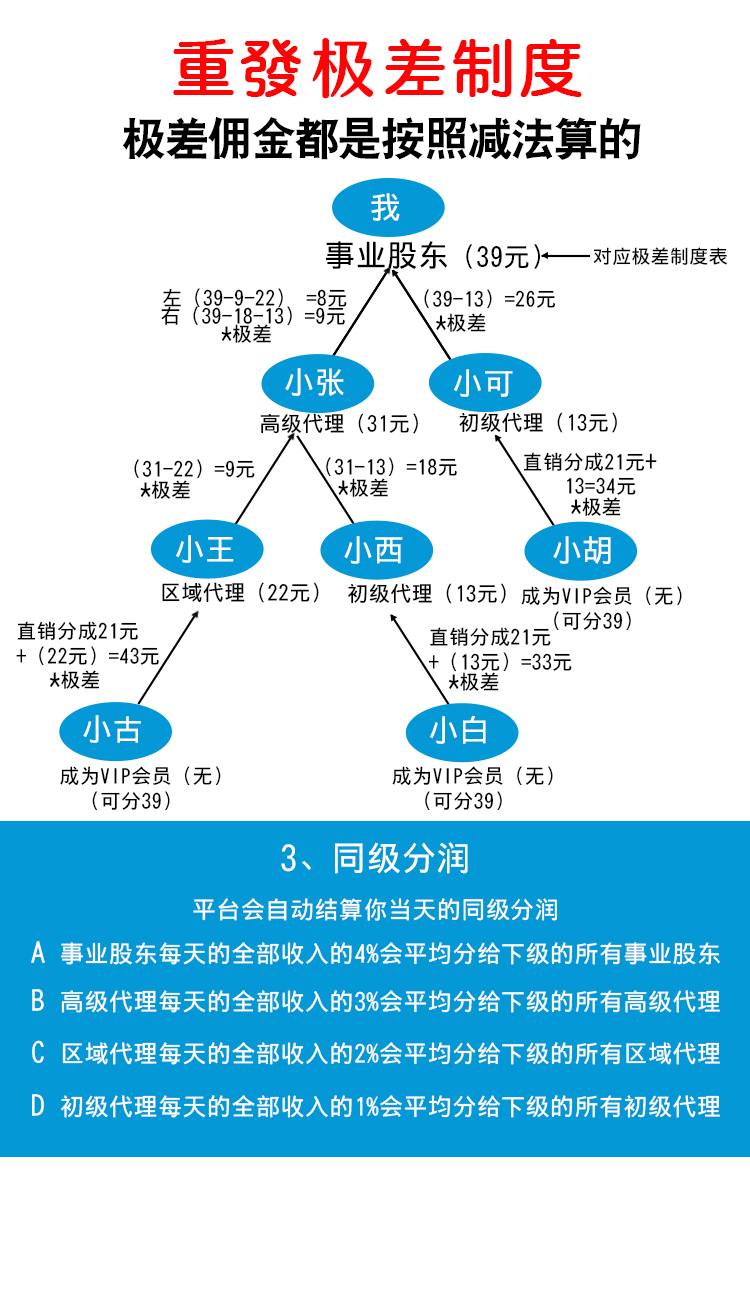 重發极差制度
极差佣金都是按照减法算的
我
事业股东（39元）
对应极差制度表
左（39-9-22） =8元
右（39-18-13）=9元
*极差
（39-13）=26元
*极差
小张
高级代理（31元）
小可
初级代理（13元）
（31-22）=9元
*极差
（31-13）=18元
*极差
直销分成21元+
13=34元
*极差
小王
区域代理（22元）
小西
初级代理（13元）
小胡
成为VIP会员（无）
（可分39）
直销分成21元
+（22元）=43元
*极差
直销分成21元
+（13元）=33元
*极差
小古
成为VIP会员（无）
（可分39）
小白
成为VIP会员（无）
（可分39）
3、同级分润
平台会自动结算你当天的同级分润
A 事业股东每天的全部收入的4%会平均分给下级的所有事业股东
B 高级代理每天的全部收入的3%会平均分给下级的所有高级代理
C 区域代理每天的全部收入的2%会平均分给下级的所有区域代理
D 初级代理每天的全部收入的1%会平均分给下级的所有初级代理